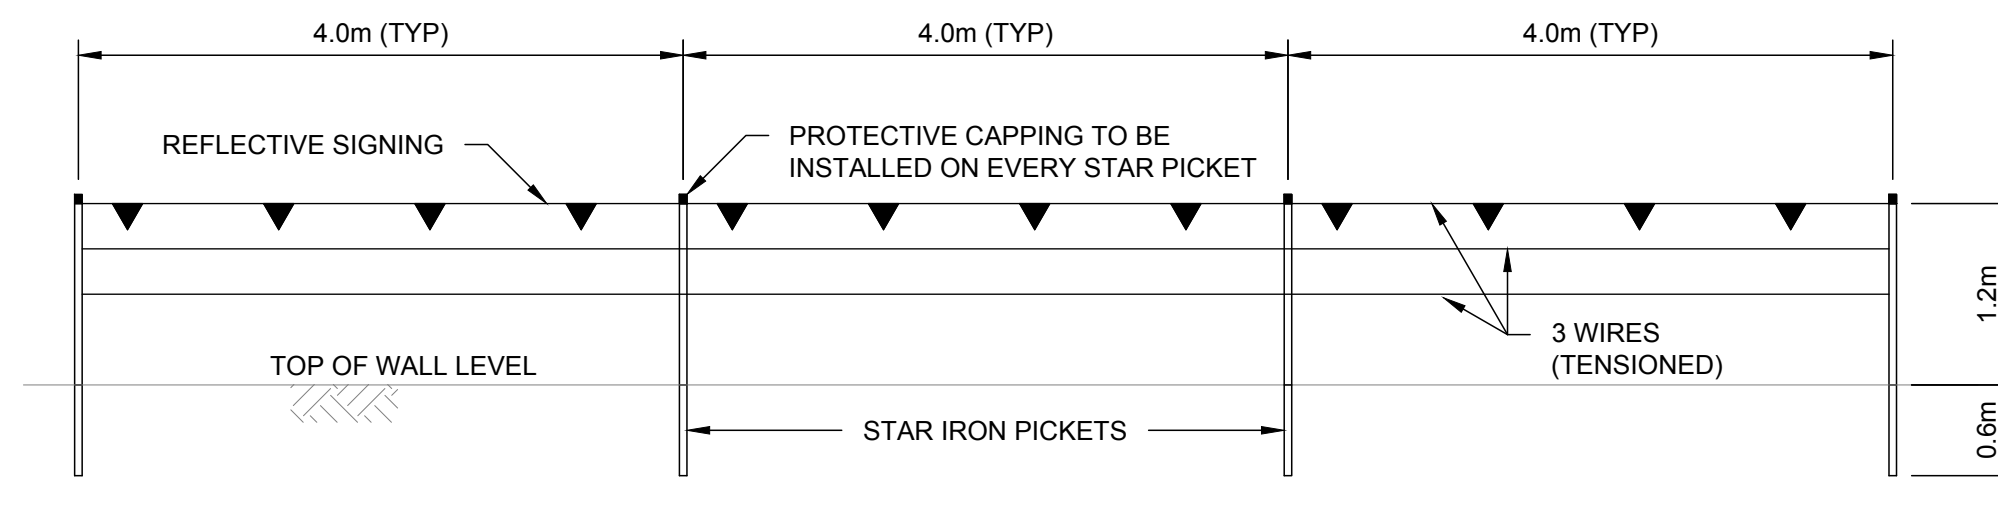 4.0m (TYP)
4.0m (TYP)
4.0m (TYP)
REFLECTIVE SIGNING
PROTECTIVE CAPPING TO BE
INSTALLED ON EVERY STAR PICKET
1.2m
3 WIRES
(TENSIONED)
TOP OF WALL LEVEL
STAR IRON PICKETS
0.6m